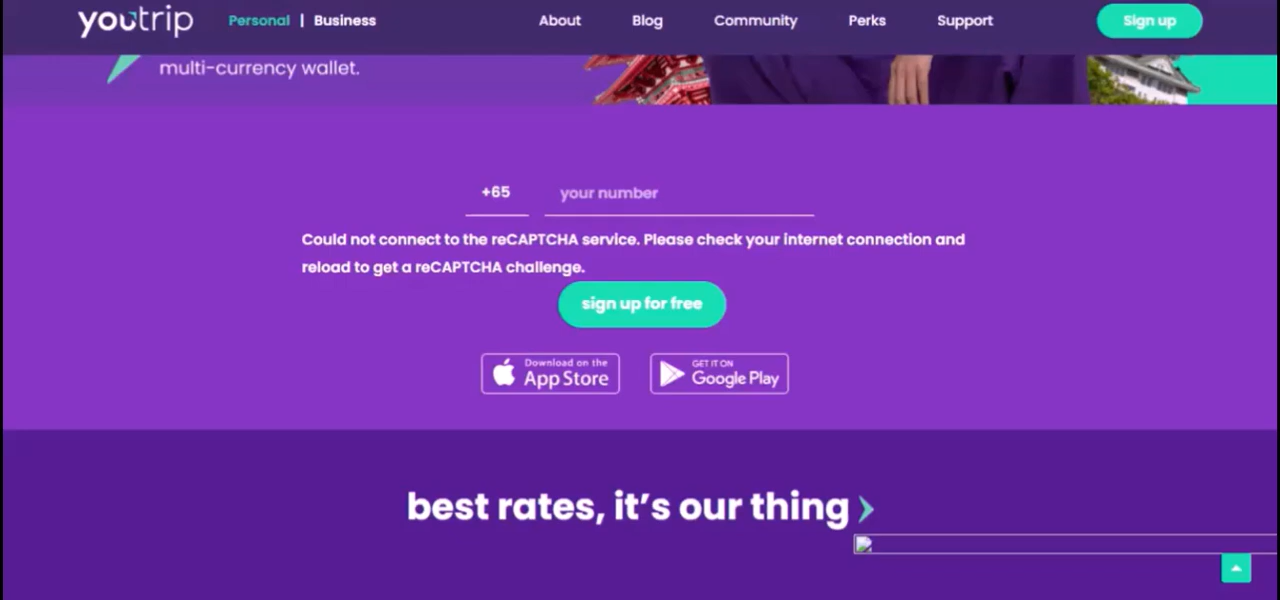 youtrip Personal | Business About Blog Community Perks Support Sign up
multi-currency wallet.
+65 your number
Could not connect to the reCAPTCHA service. Please check your internet connection and
reload to get a reCAPTCHA challenge.
sign up for free
Download on the
App Store
GET IT ON
Google Play
best rates, it's our thing